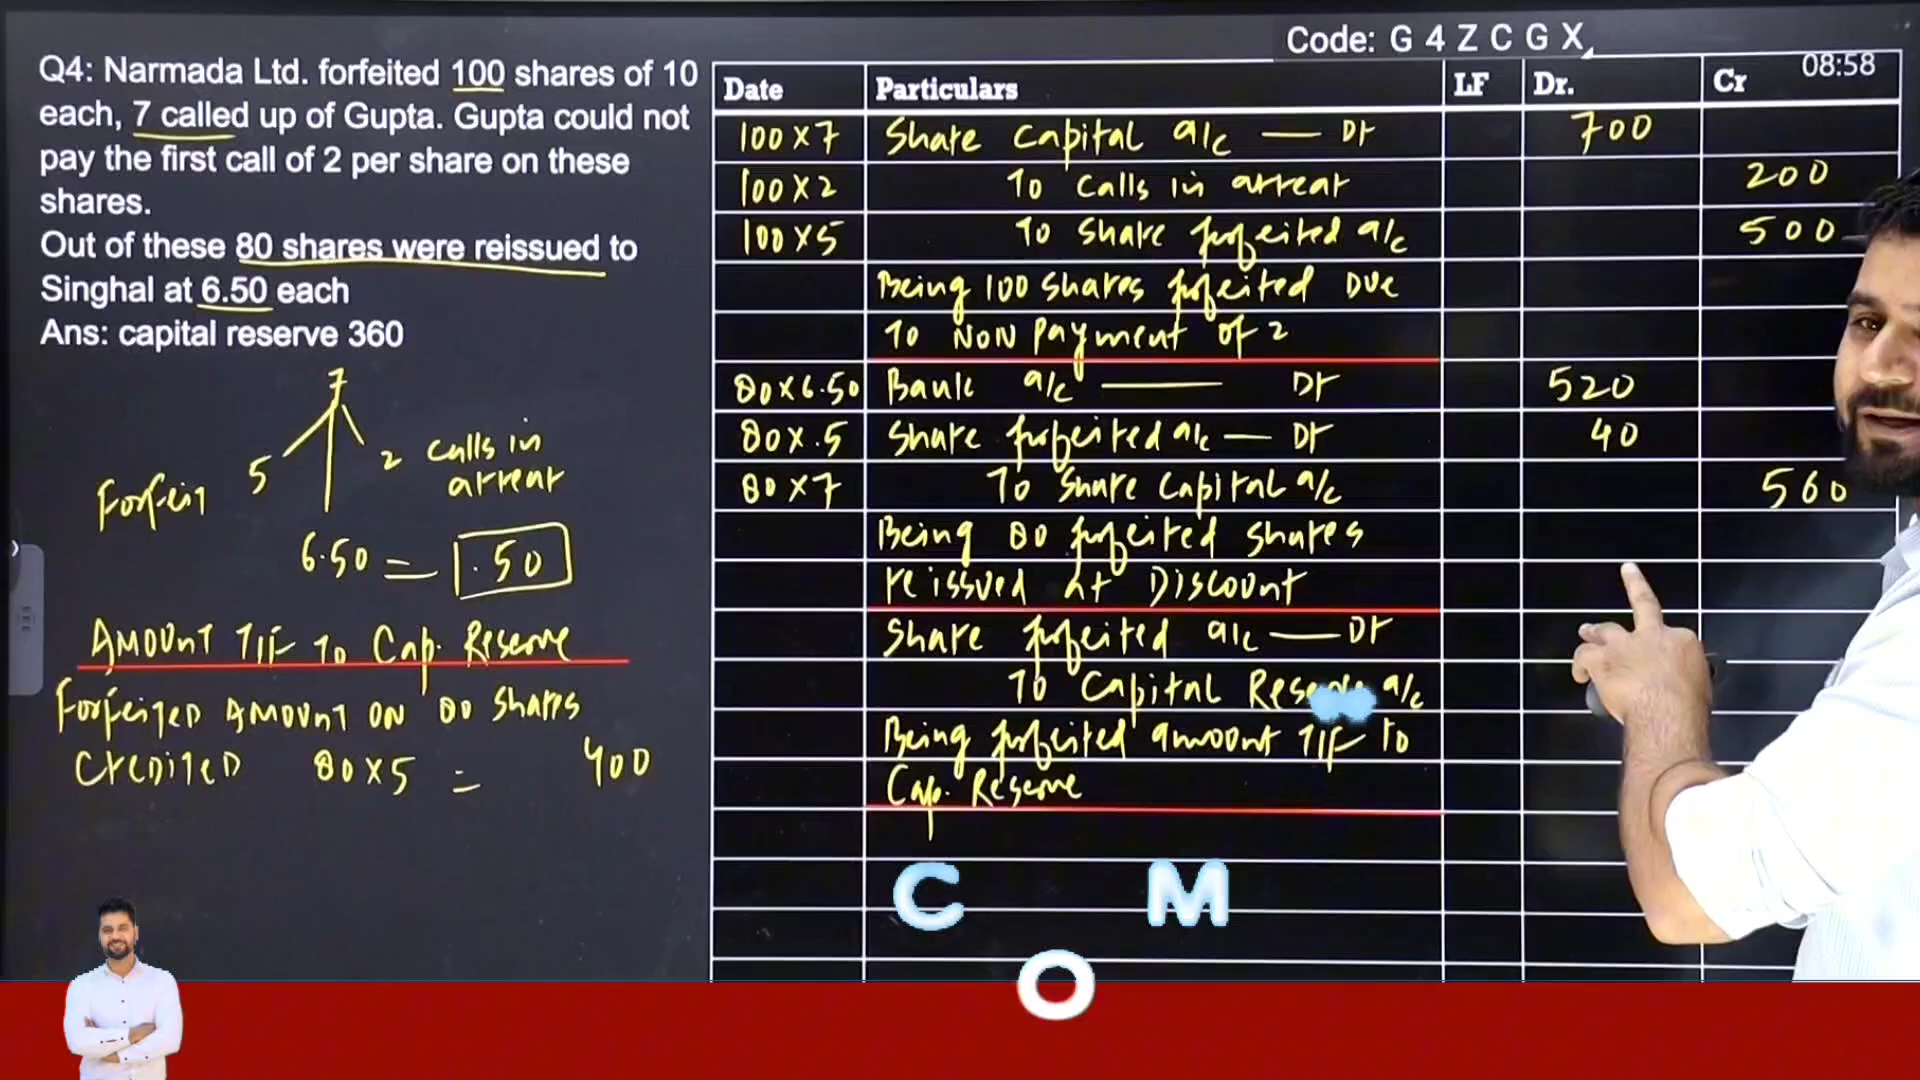 Code: G 4 Z C G X
08:58
Q4: Narmada Ltd. forfeited 100 shares of 10
each, 7 called up of Gupta. Gupta could not
pay the first call of 2 per share on these
shares.
Out of these 80 shares were reissued to
Singhal at 6.50 each
Ans: capital reserve 360
7
5 2 calls in
arrear
Forfeit
6.50 = .50
Amount T/F To Cap. Reserve
Forfeited Amount on 80 shares
Credited 80 x 5 = 400
Date Particulars LF Dr. Cr
100 x 7 Share Capital a/c — Dr 700
100 x 2 To Calls in arrear 200
100 x 5 To Share forfeited a/c 500
Being 100 shares forfeited Due
To Non Payment of 2
80 x 6.50 Bank a/c — Dr 520
80 x .5 Share forfeited a/c — Dr 40
80 x 7 To Share Capital a/c 560
Being 80 forfeited shares
reissued at Discount
Share forfeited a/c — Dr
To Capital Reserve a/c
Being forfeited amount T/F To
Cap. Reserve
C M
O